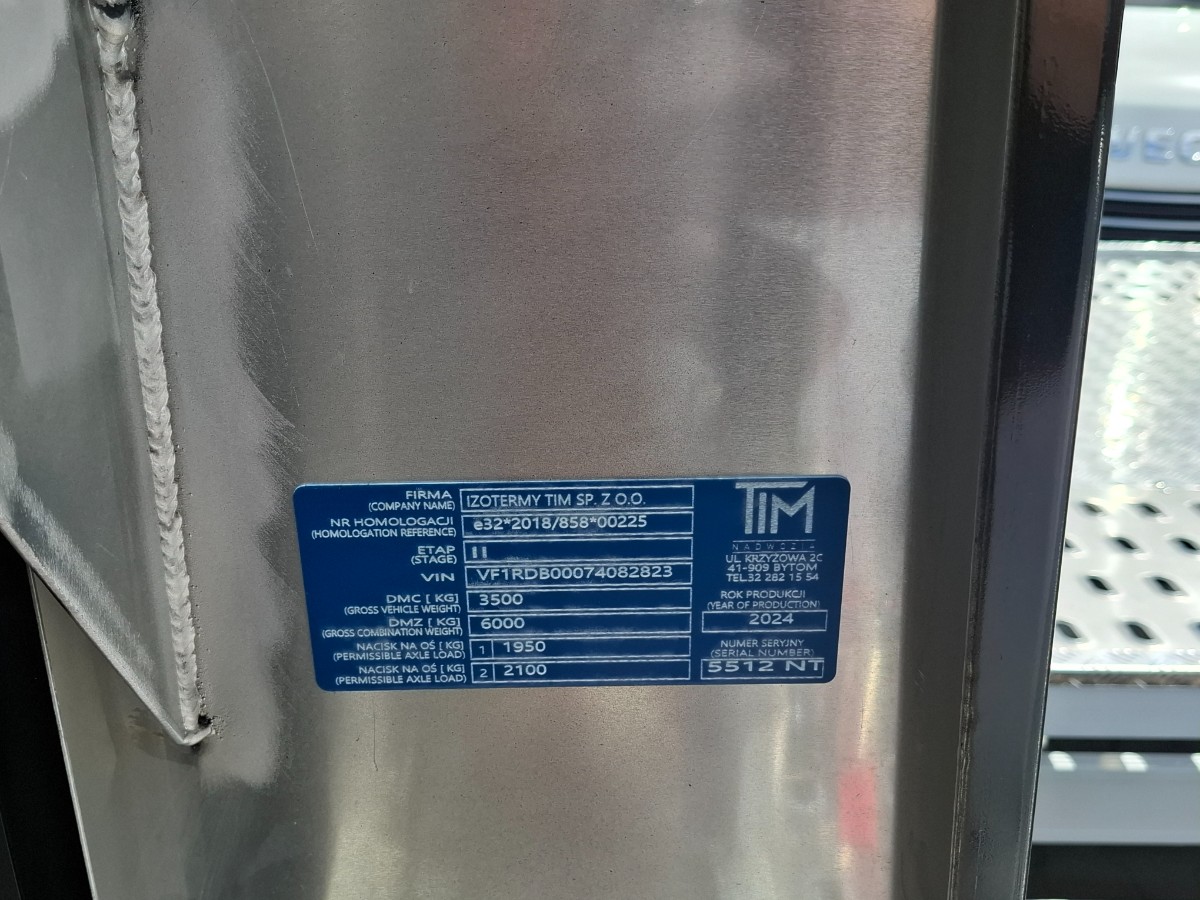 FIRMA
(COMPANY NAME)
IZOTERMY TIM SP. Z O.O.
NR HOMOLOGACJI
(HOMOLOGATION REFERENCE)
e32*2018/858*00225
ETAP
(STAGE)
II
VIN
VF1RDB00074082823
DMC [ KG]
(GROSS VEHICLE WEIGHT)
3500
DMZ [ KG]
(GROSS COMBINATION WEIGHT)
6000
NACISK NA OŚ [ KG]
(PERMISSIBLE AXLE LOAD)
1 1950
NACISK NA OŚ [ KG]
(PERMISSIBLE AXLE LOAD)
2 2100
TIM
NADWOZIA
UL. KRZYZOWA 2C
41-909 BYTOM
TEL.32 282 15 54
ROK PRODUKCJI
(YEAR OF PRODUCTION)
2024
NUMER SERYJNY
(SERIAL NUMBER)
5512 NT